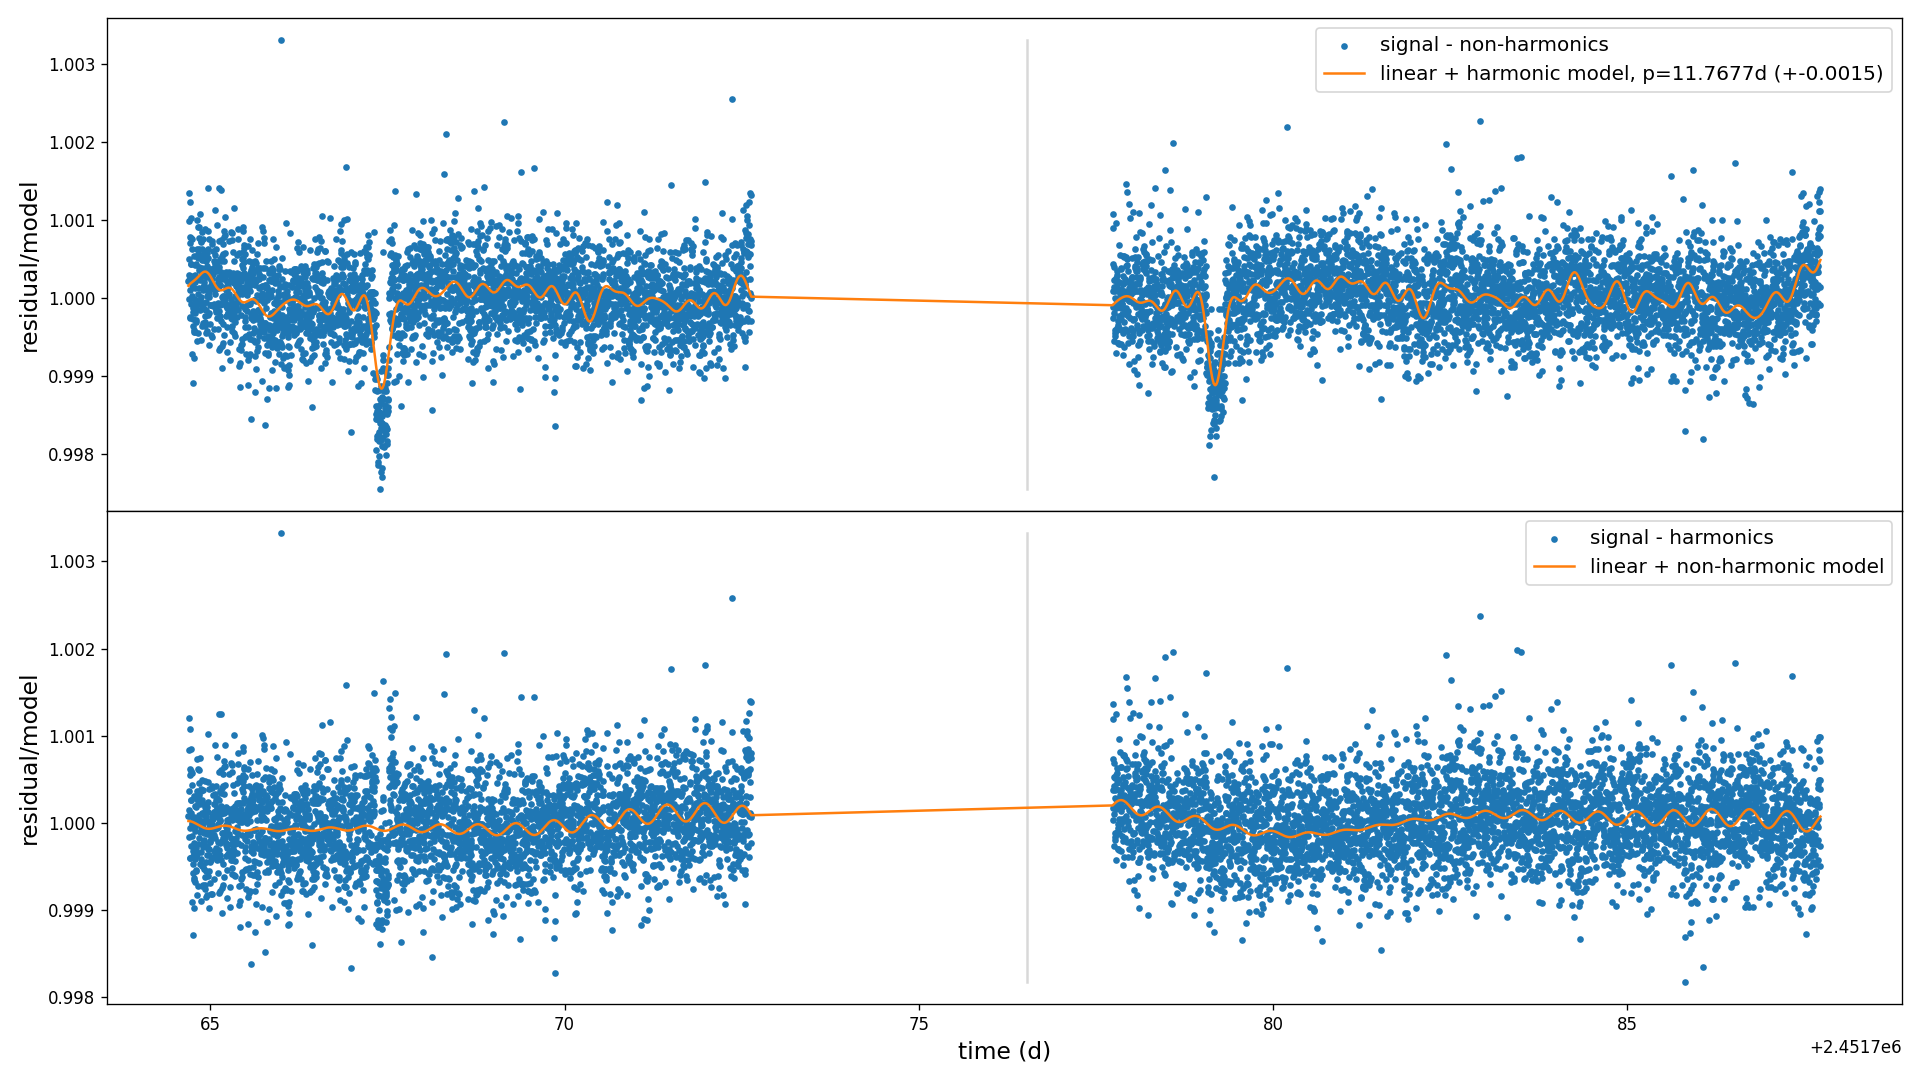 signal - non-harmonics
linear + harmonic model, p=11.7677d (+-0.0015)
1.003
1.002
1.001
1.000
0.999
0.998
residual/model
signal - harmonics
linear + non-harmonic model
1.003
1.002
1.001
1.000
0.999
0.998
residual/model
65
70
75
80
85
time (d)
+2.4517e6